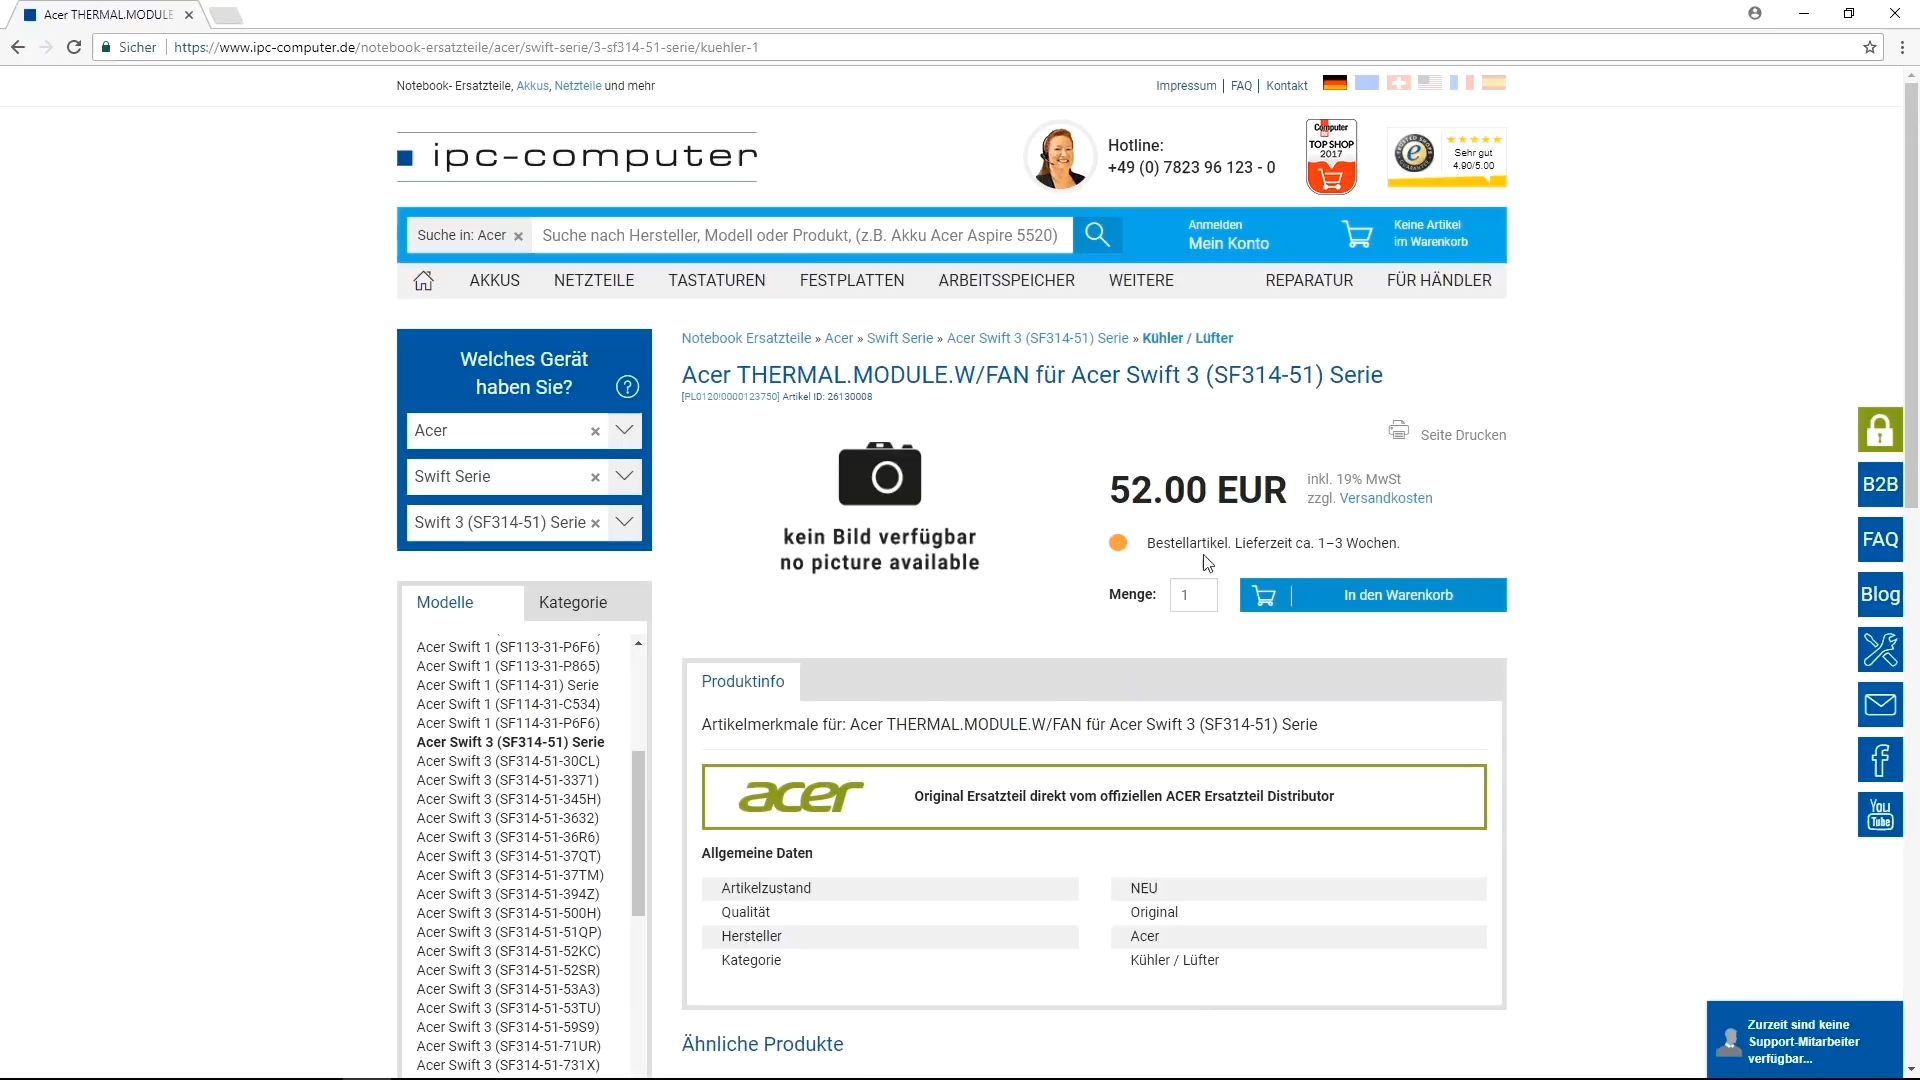 Acer THERMAL.MODULE
Sicher https://www.ipc-computer.de/notebook-ersatzteile/acer/swift-serie/3-sf314-51-serie/kuehler-1
Notebook- Ersatzteile, Akkus, Netzteile und mehr
Impressum | FAQ | Kontakt
ipc-computer
Hotline:
+49 (0) 7823 96 123 - 0
Computer
TOP SHOP
2017
Sehr gut
4.90/5.00
Suche in: Acer ×
Suche nach Hersteller, Modell oder Produkt, (z.B. Akku Acer Aspire 5520)
Anmelden
Mein Konto
Keine Artikel
im Warenkorb
AKKUS NETZTEILE TASTATUREN FESTPLATTEN ARBEITSSPEICHER WEITERE REPARATUR FÜR HÄNDLER
Welches Gerät
haben Sie?
?
Acer ×
Swift Serie ×
Swift 3 (SF314-51) Serie ×
Modelle Kategorie
Acer Swift 1 (SF113-31-P6F6)
Acer Swift 1 (SF113-31-P865)
Acer Swift 1 (SF114-31) Serie
Acer Swift 1 (SF114-31-C534)
Acer Swift 1 (SF114-31-P6F6)
Acer Swift 3 (SF314-51) Serie
Acer Swift 3 (SF314-51-30CL)
Acer Swift 3 (SF314-51-3371)
Acer Swift 3 (SF314-51-345H)
Acer Swift 3 (SF314-51-3632)
Acer Swift 3 (SF314-51-36R6)
Acer Swift 3 (SF314-51-37QT)
Acer Swift 3 (SF314-51-37TM)
Acer Swift 3 (SF314-51-394Z)
Acer Swift 3 (SF314-51-500H)
Acer Swift 3 (SF314-51-51QP)
Acer Swift 3 (SF314-51-52KC)
Acer Swift 3 (SF314-51-52SR)
Acer Swift 3 (SF314-51-53A3)
Acer Swift 3 (SF314-51-53TU)
Acer Swift 3 (SF314-51-59S9)
Acer Swift 3 (SF314-51-71UR)
Acer Swift 3 (SF314-51-731X)
Notebook Ersatzteile » Acer » Swift Serie » Acer Swift 3 (SF314-51) Serie » Kühler / Lüfter
Acer THERMAL.MODULE.W/FAN für Acer Swift 3 (SF314-51) Serie
[PL0120!0000123750] Artikel ID: 26130008
Seite Drucken
kein Bild verfügbar
no picture available
52.00 EUR
inkl. 19% MwSt
zzgl. Versandkosten
Bestellartikel. Lieferzeit ca. 1–3 Wochen.
Menge: 1
In den Warenkorb
Produktinfo
Artikelmerkmale für: Acer THERMAL.MODULE.W/FAN für Acer Swift 3 (SF314-51) Serie
acer Original Ersatzteil direkt vom offiziellen ACER Ersatzteil Distributor
Allgemeine Daten
Artikelzustand NEU
Qualität Original
Hersteller Acer
Kategorie Kühler / Lüfter
Ähnliche Produkte
B2B
FAQ
Blog
f
You
Tube
Zurzeit sind keine
Support-Mitarbeiter
verfügbar...